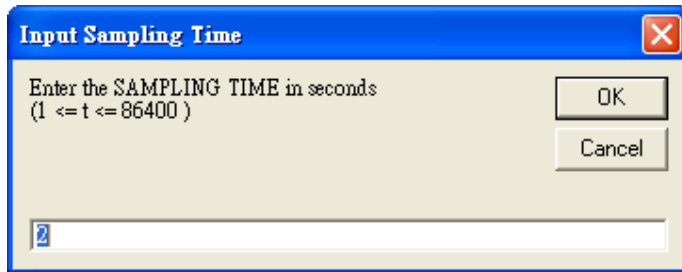 Input Sampling Time
Enter the SAMPLING TIME in seconds
(1 <= t <= 86400 )
OK
Cancel
2